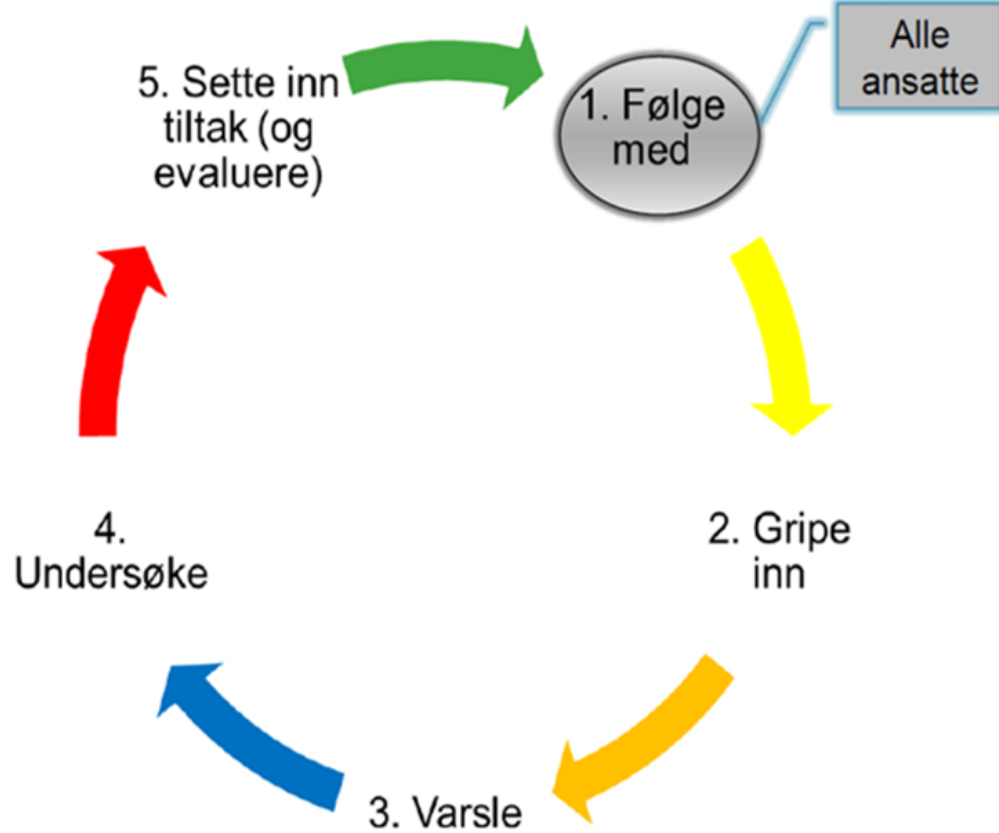 Alle
ansatte
1. Følge
med
2. Gripe
inn
3. Varsle
4.
Undersøke
5. Sette inn
tiltak (og
evaluere)